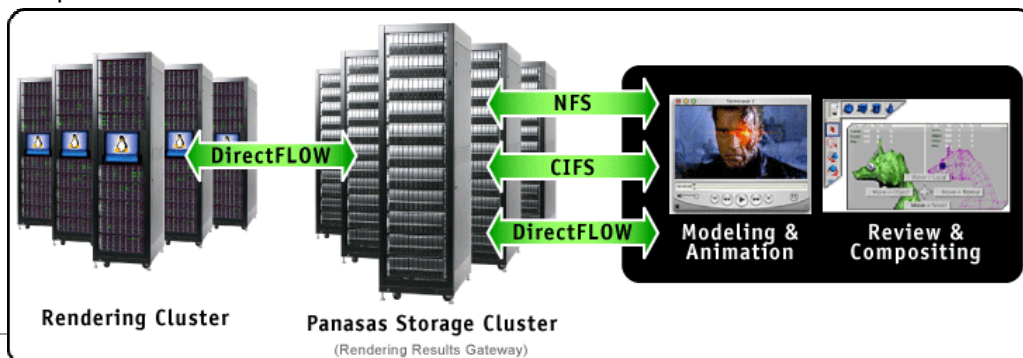 DirectFLOW
NFS
CIFS
DirectFLOW
Modeling &
Animation
Review &
Compositing
Rendering Cluster
Panasas Storage Cluster
(Rendering Results Gateway)